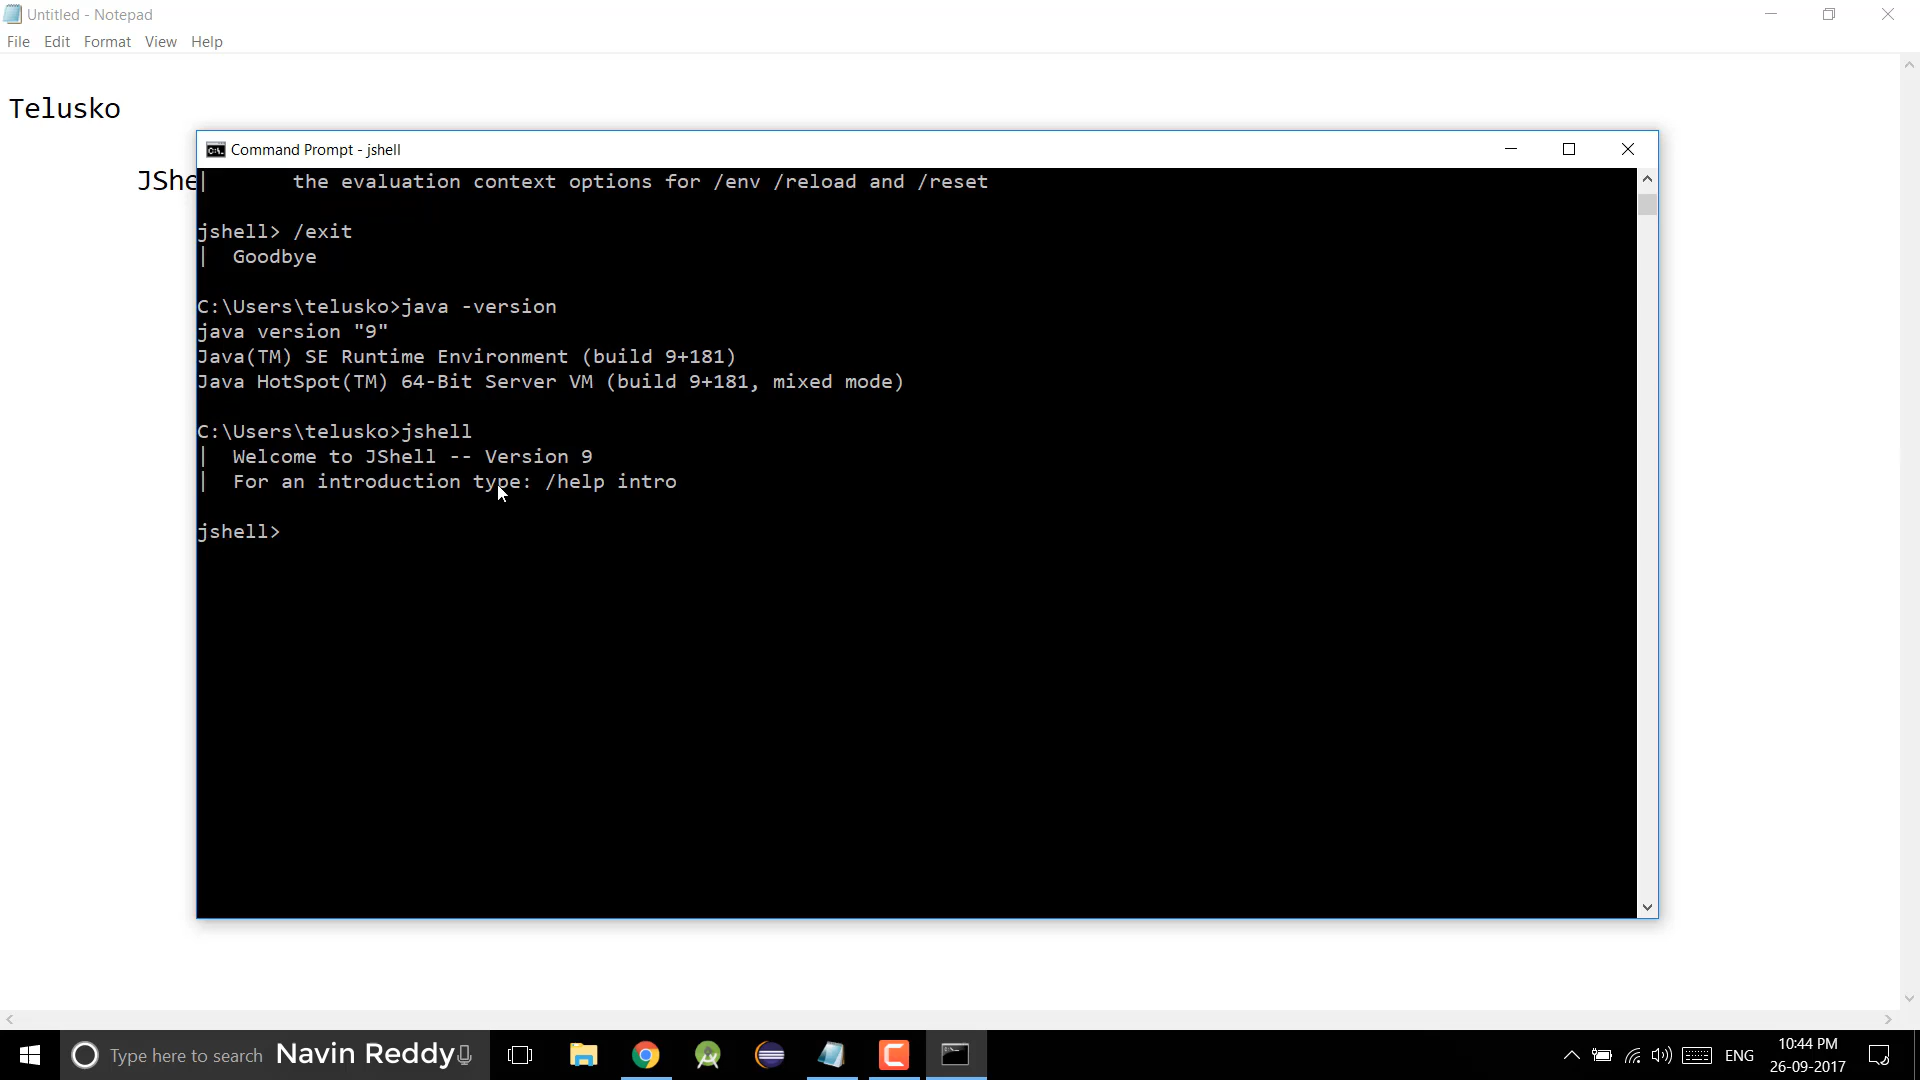 Untitled - Notepad
File Edit Format View Help
Telusko
JShe
Command Prompt - jshell
| the evaluation context options for /env /reload and /reset
jshell> /exit
| Goodbye
C:\Users\telusko>java -version
java version "9"
Java(TM) SE Runtime Environment (build 9+181)
Java HotSpot(TM) 64-Bit Server VM (build 9+181, mixed mode)
C:\Users\telusko>jshell
| Welcome to JShell -- Version 9
| For an introduction type: /help intro
jshell>
Type here to search Navin Reddy
ENG
10:44 PM
26-09-2017